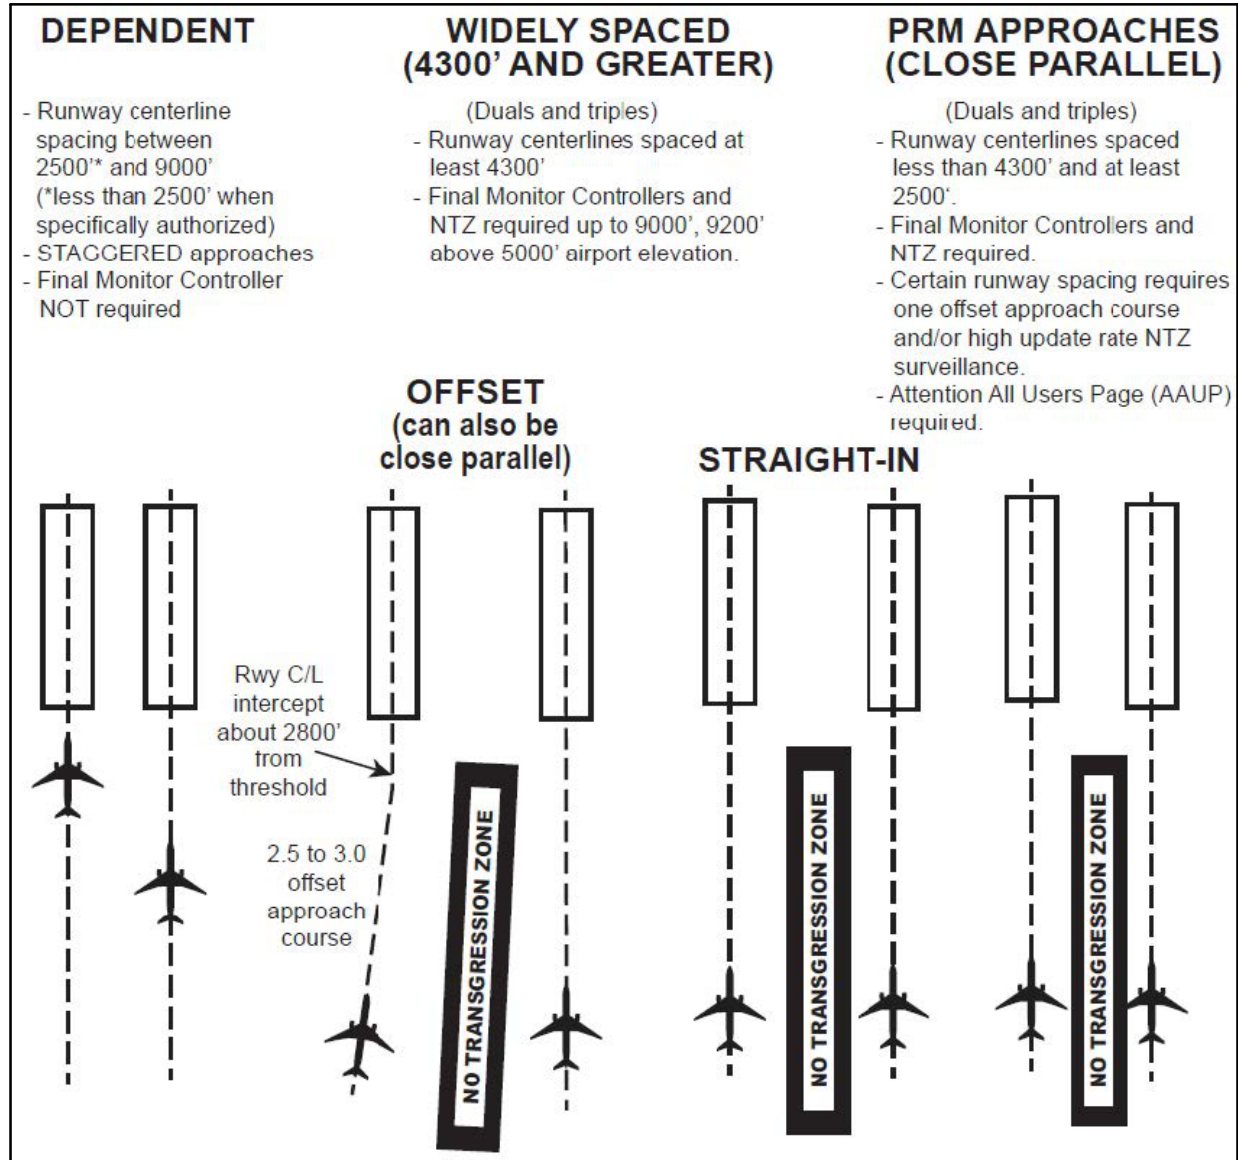 DEPENDENT
- Runway centerline
spacing between
2500'* and 9000'
(*less than 2500' when
specifically authorized)
- STAGGERED approaches
- Final Monitor Controller
NOT required
WIDELY SPACED
(4300' AND GREATER)
(Duals and triples)
- Runway centerlines spaced at
least 4300'
- Final Monitor Controllers and
NTZ required up to 9000', 9200'
above 5000' airport elevation.
PRM APPROACHES
(CLOSE PARALLEL)
(Duals and triples)
- Runway centerlines spaced
less than 4300' and at least
2500'.
- Final Monitor Controllers and
NTZ required.
- Certain runway spacing requires
one offset approach course
and/or high update rate NTZ
surveillance.
- Attention All Users Page (AAUP)
required.
OFFSET
(can also be
close parallel)
STRAIGHT-IN
Rwy C/L
intercept
about 2800'
from
threshold
2.5 to 3.0
offset
approach
course
NO TRANSGRESSION ZONE
NO TRANSGRESSION ZONE
NO TRANSGRESSION ZONE